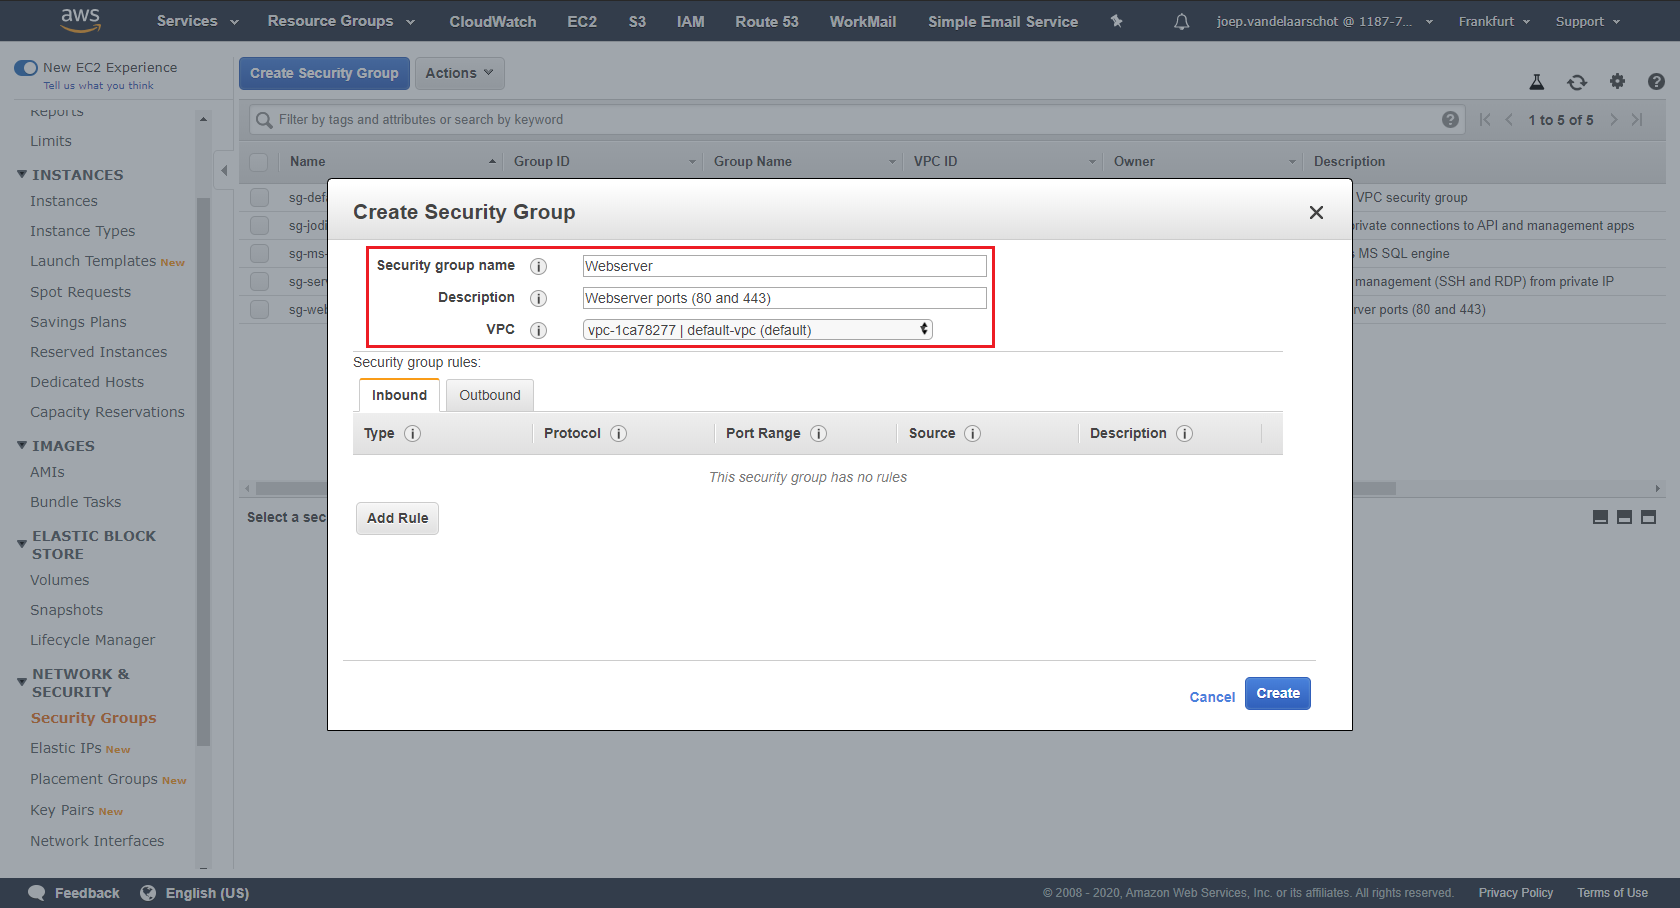 aws Services Resource Groups CloudWatch EC2 S3 IAM Route 53 WorkMail Simple Email Service joep.vandelaarschot @ 1187-7... Frankfurt Support
New EC2 Experience
Tell us what you think
Create Security Group Actions
Reports
Limits
INSTANCES
Instances
Instance Types
Launch Templates New
Spot Requests
Savings Plans
Reserved Instances
Dedicated Hosts
Capacity Reservations
IMAGES
AMIs
Bundle Tasks
ELASTIC BLOCK
STORE
Volumes
Snapshots
Lifecycle Manager
NETWORK &
SECURITY
Security Groups
Elastic IPs New
Placement Groups New
Key Pairs New
Network Interfaces
Filter by tags and attributes or search by keyword 1 to 5 of 5
Name Group ID Group Name VPC ID Owner Description
sg-def VPC security group
sg-jodi private connections to API and management apps
sg-ms- MS SQL engine
sg-ser management (SSH and RDP) from private IP
sg-web ver ports (80 and 443)
Select a sec
Create Security Group
Security group name Webserver
Description Webserver ports (80 and 443)
VPC vpc-1ca78277 | default-vpc (default)
Security group rules:
Inbound Outbound
Type Protocol Port Range Source Description
This security group has no rules
Add Rule
Cancel Create
Feedback English (US) © 2008 - 2020, Amazon Web Services, Inc. or its affiliates. All rights reserved. Privacy Policy Terms of Use